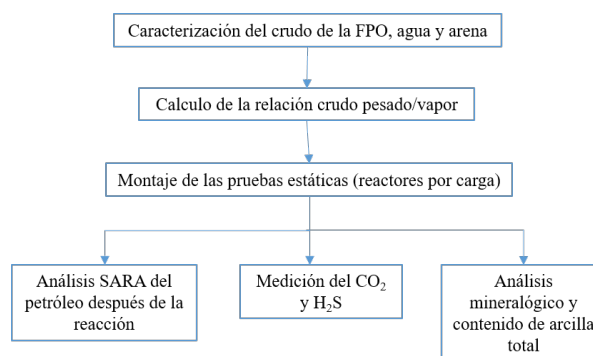 Caracterización del crudo de la FPO, agua y arena
Calculo de la relación crudo pesado/vapor
Montaje de las pruebas estáticas (reactores por carga)
Análisis SARA del
petróleo después de la
reacción
Medición del CO₂
y H₂S
Análisis
mineralógico y
contenido de arcilla
total